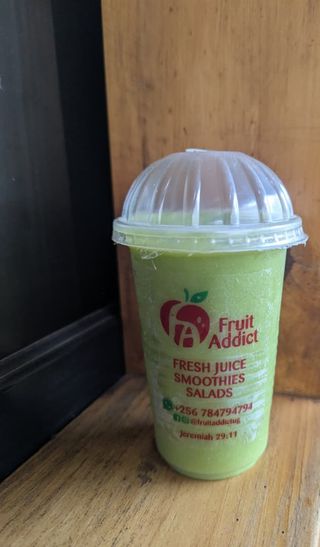 FA
Fruit
Addict
FRESH JUICE
SMOOTHIES
SALADS
+256 784794794
@fruitaddictug
Jeremiah 29:11